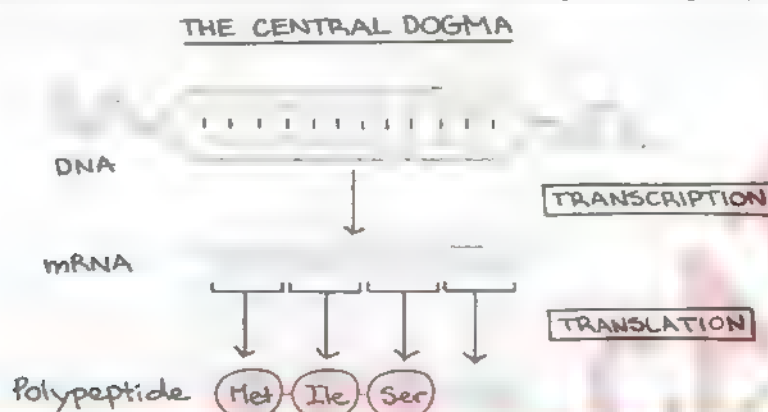 THE CENTRAL DOGMA
DNA
TRANSCRIPTION
mRNA
TRANSLATION
Polypeptide Met Ile Ser